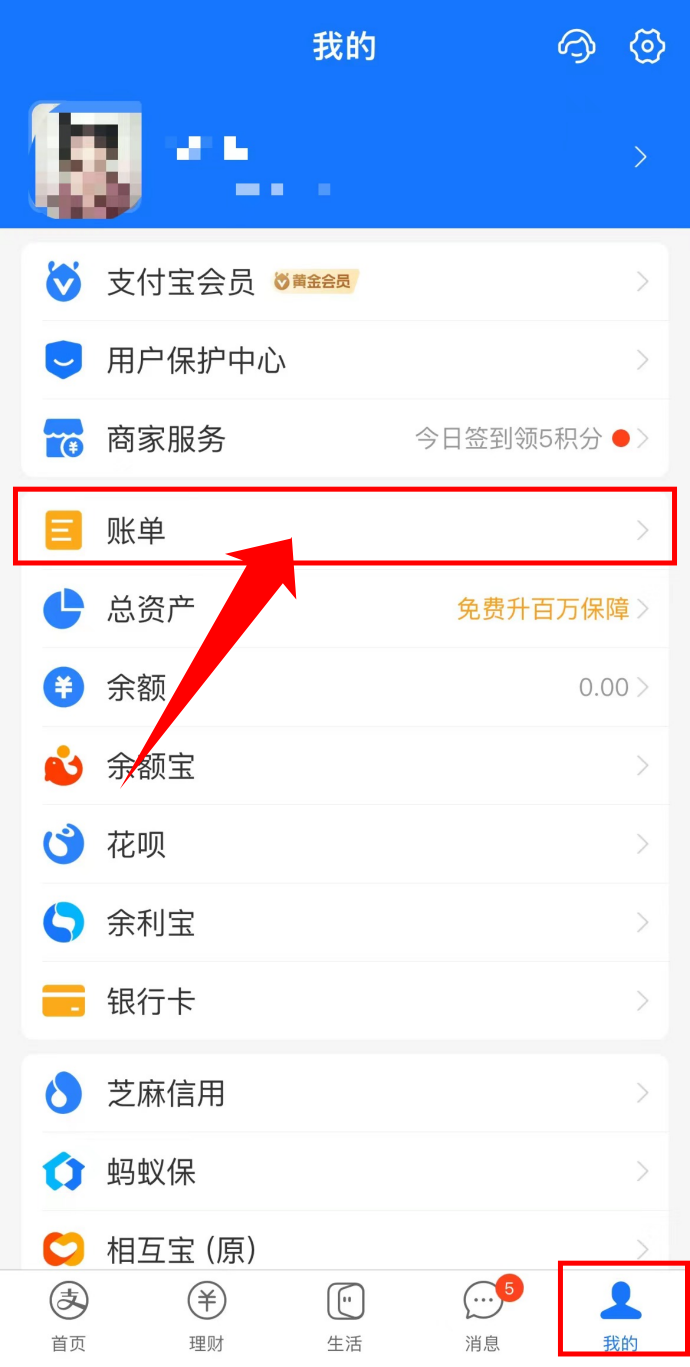 我的
支付宝会员 黄金会员
用户保护中心
商家服务 今日签到领5积分
账单
总资产 免费升百万保障
余额 0.00
余额宝
花呗
余利宝
银行卡
芝麻信用
蚂蚁保
相互宝 (原)
5
首页 理财 生活 消息 我的